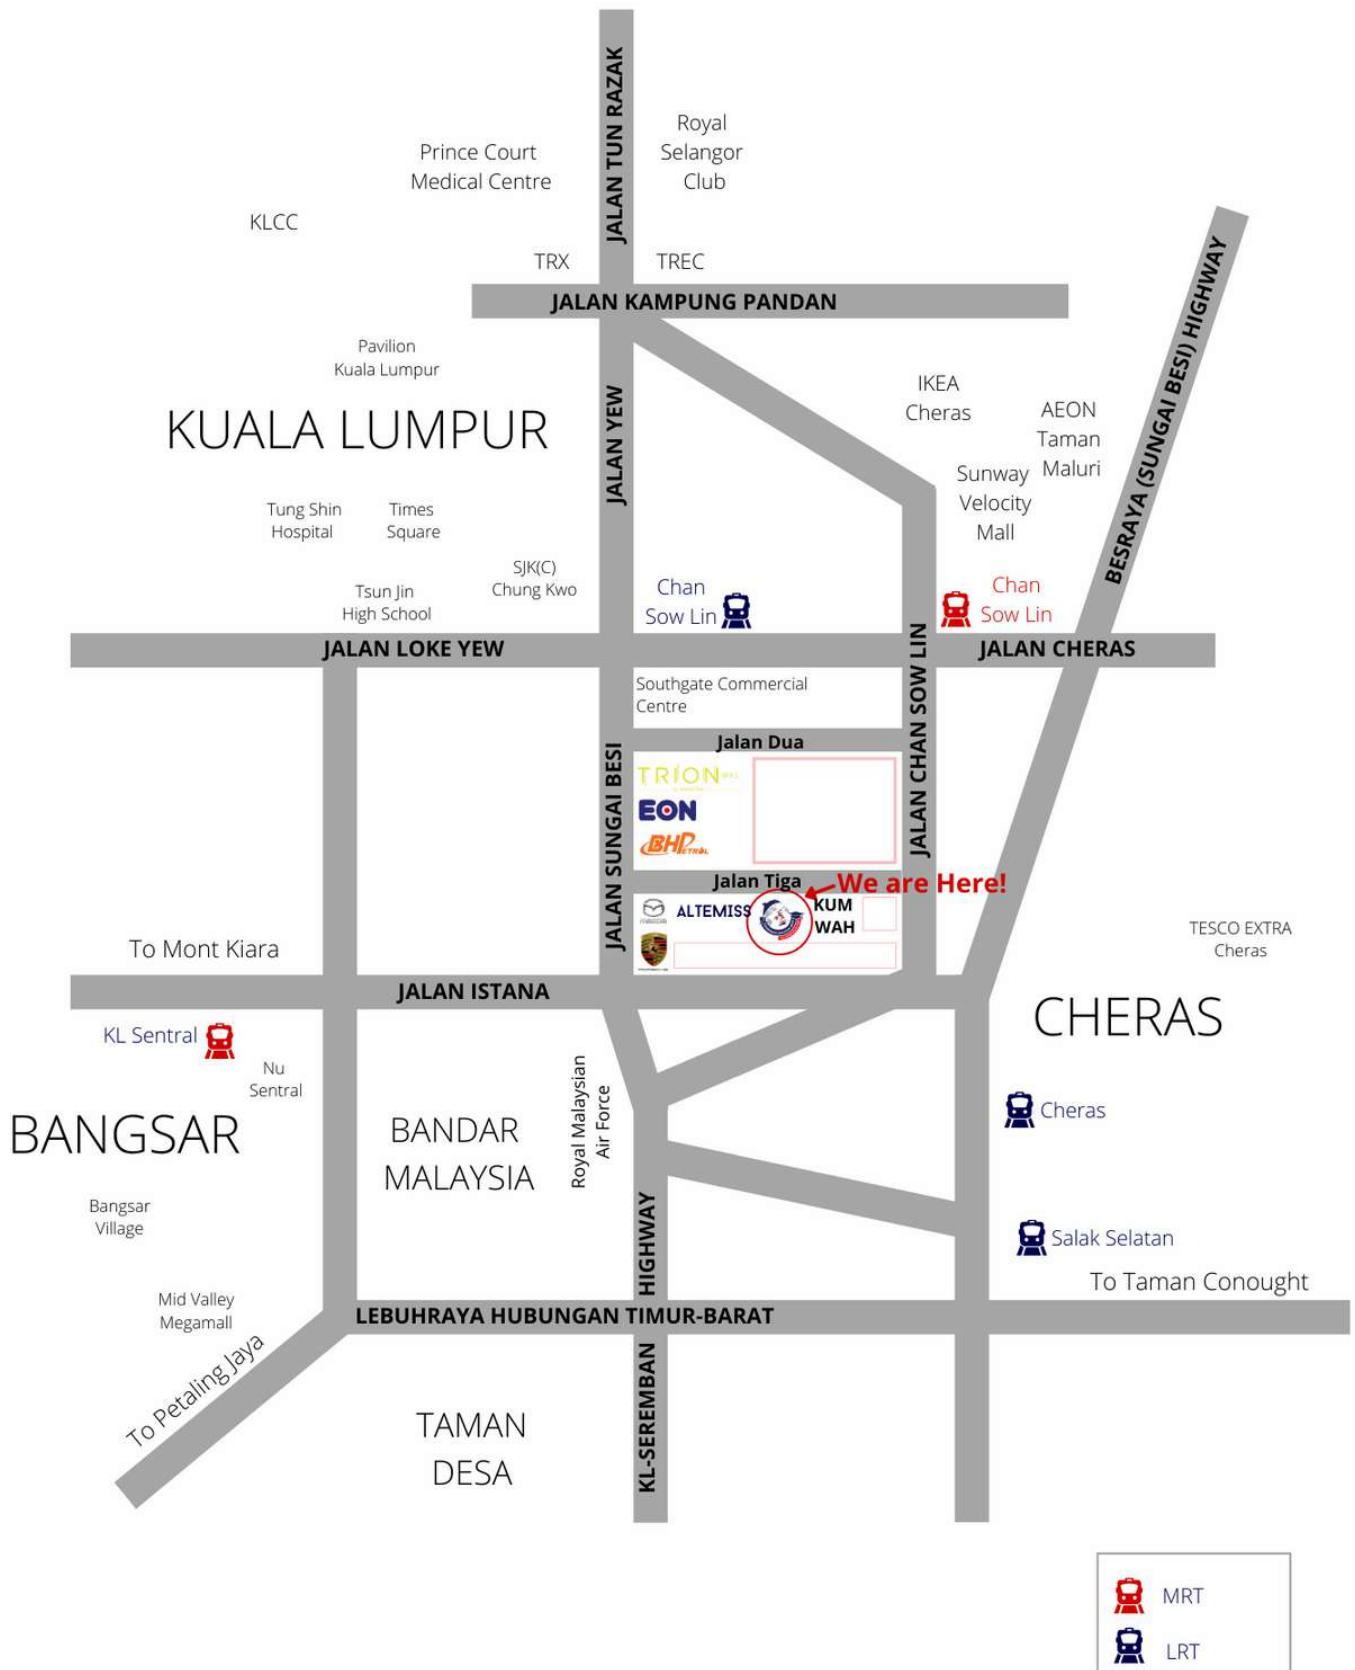 JALAN TUN RAZAK
Royal
Selangor
Club
Prince Court
Medical Centre
KLCC
TRX
TREC
JALAN KAMPUNG PANDAN
BESRAYA (SUNGAI BESI) HIGHWAY
Pavilion
Kuala Lumpur
KUALA LUMPUR
JALAN YEW
IKEA
Cheras
AEON
Taman
Maluri
Sunway
Velocity
Mall
Tung Shin
Hospital
Times
Square
SJK(C)
Chung Kwo
Tsun Jin
High School
Chan
Sow Lin
Chan
Sow Lin
JALAN LOKE YEW
JALAN CHERAS
JALAN CHAN SOW LIN
Southgate Commercial
Centre
Jalan Dua
JALAN SUNGAI BESI
TRION
EON
BHPetrol
Jalan Tiga
We are Here!
ALTEMISS
KUM
WAH
To Mont Kiara
TESCO EXTRA
Cheras
JALAN ISTANA
CHERAS
KL Sentral
Nu
Sentral
BANGSAR
BANDAR
MALAYSIA
Royal Malaysian
Air Force
Cheras
Bangsar
Village
Salak Selatan
To Taman Conought
Mid Valley
Megamall
To Petaling Jaya
LEBUHRAYA HUBUNGAN TIMUR-BARAT
KL-SEREMBAN HIGHWAY
TAMAN
DESA
MRT
LRT